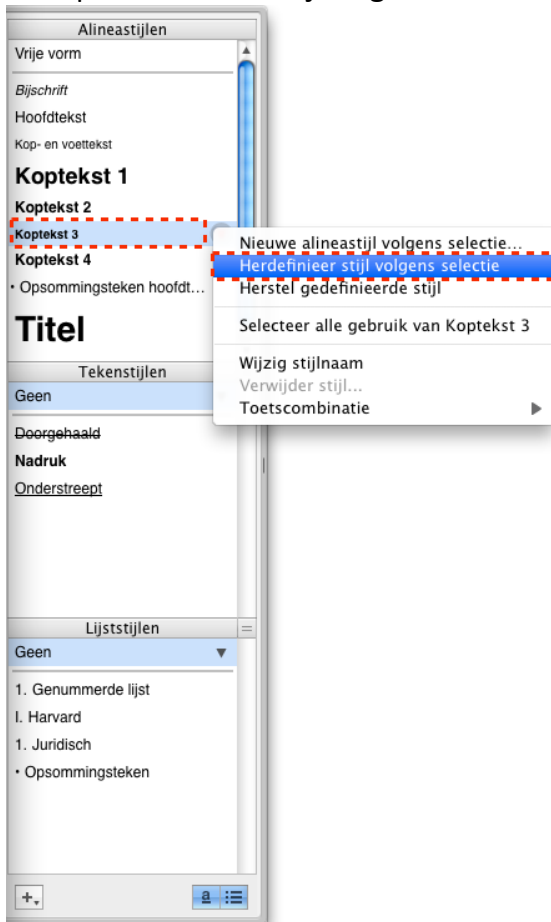 Alineastijlen
Vrije vorm
Bijschrift
Hoofdtekst
Kop- en voettekst
Koptekst 1
Koptekst 2
Koptekst 3
Koptekst 4
• Opsommingsteken hoofdt...
Titel
Nieuwe alineastijl volgens selectie...
Herdefinieer stijl volgens selectie
Herstel gedefinieerde stijl
Selecteer alle gebruik van Koptekst 3
Wijzig stijlnaam
Verwijder stijl...
Toetscombinatie
Tekenstijlen
Geen
Doorgehaald
Nadruk
Onderstreept
Lijststijlen
Geen
1. Genummerde lijst
I. Harvard
1. Juridisch
• Opsommingsteken
a